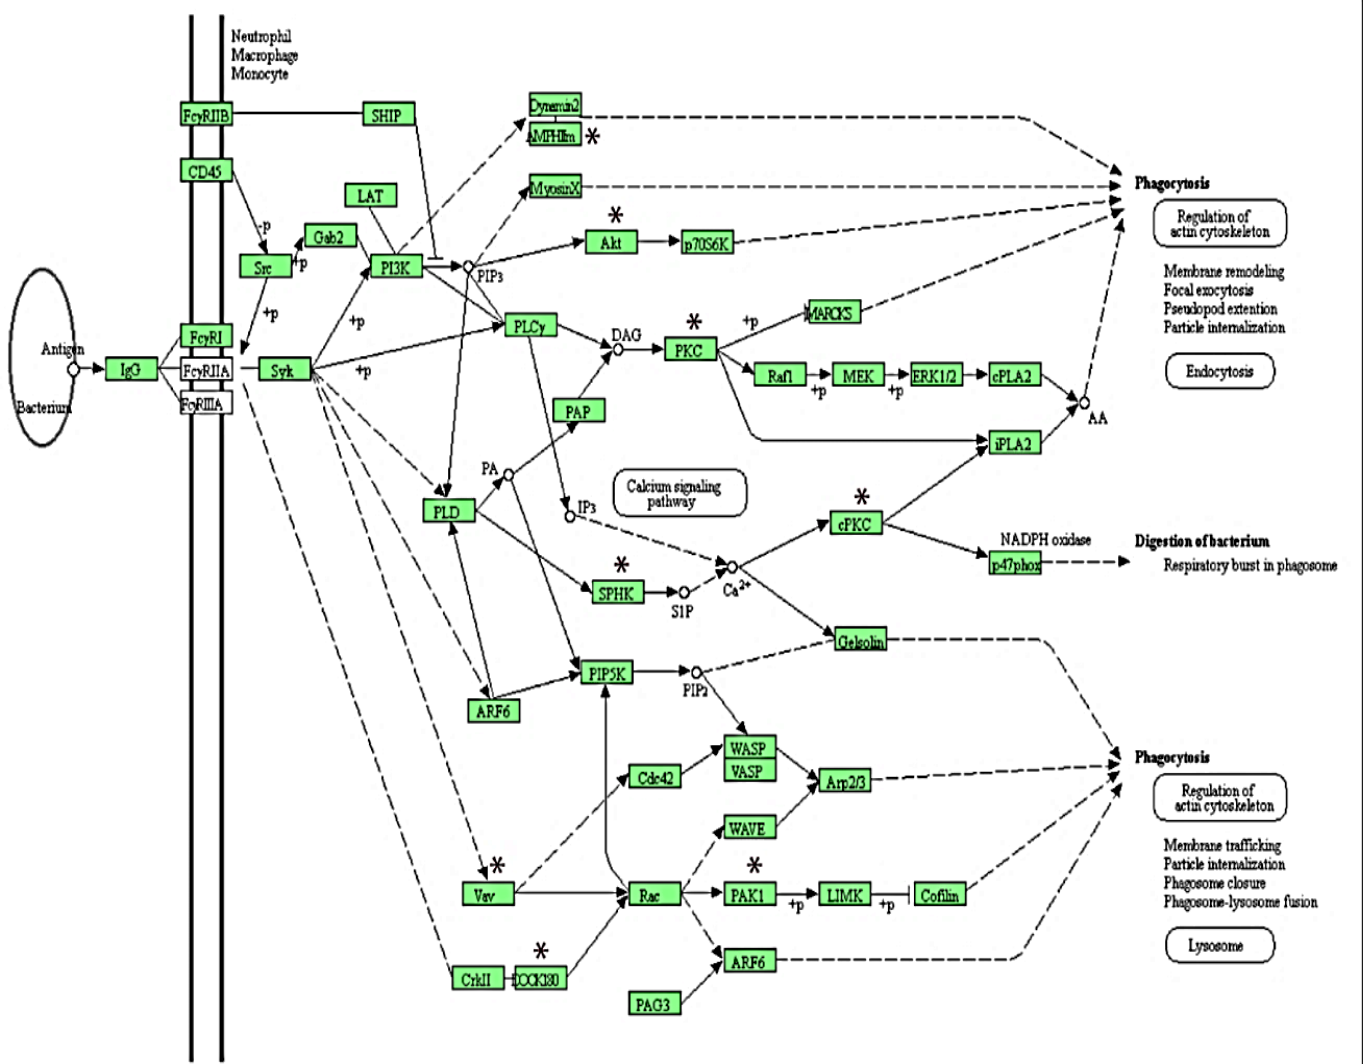 Neutrophil
Macrophage
Monocyte
FcγRIIB
SHIP
Dynamin2
AMPHIIm *
CD45
LAT
MyosinX
Phagocytosis
Regulation of
actin cytoskeleton
-p
Gab2
+p
Src
PI3K
PIP3
*
Akt
p70S6K
Membrane remodeling
Focal exocytosis
Pseudopod extention
Particle internalization
+p
+p
PLCγ
DAG
*
PKC
+p
MARCKS
Antigen
Bacterium
IgG
FcγRI
FcγRIIA
FcγRIIIA
Syk
+p
Raf1
+p
MEK
+p
ERK1/2
cPLA2
AA
Endocytosis
PAP
iPLA2
PA
PLD
IP3
Calcium signaling
pathway
*
cPKC
NADPH oxidase
p47phox
Digestion of bacterium
Respiratory burst in phagosome
*
SPHK
S1P
Ca2+
Gelsolin
PIP5K
PIP2
ARF6
Cdc42
WASP
VASP
Arp2/3
Phagocytosis
Regulation of
actin cytoskeleton
WAVE
Membrane trafficking
Particle internalization
Phagosome closure
Phagosome-lysosome fusion
*
Vav
Rac
*
PAK1
+p
LIMK
+p
Cofilin
Lysosome
*
CrkII
DOCK180
ARF6
PAG3